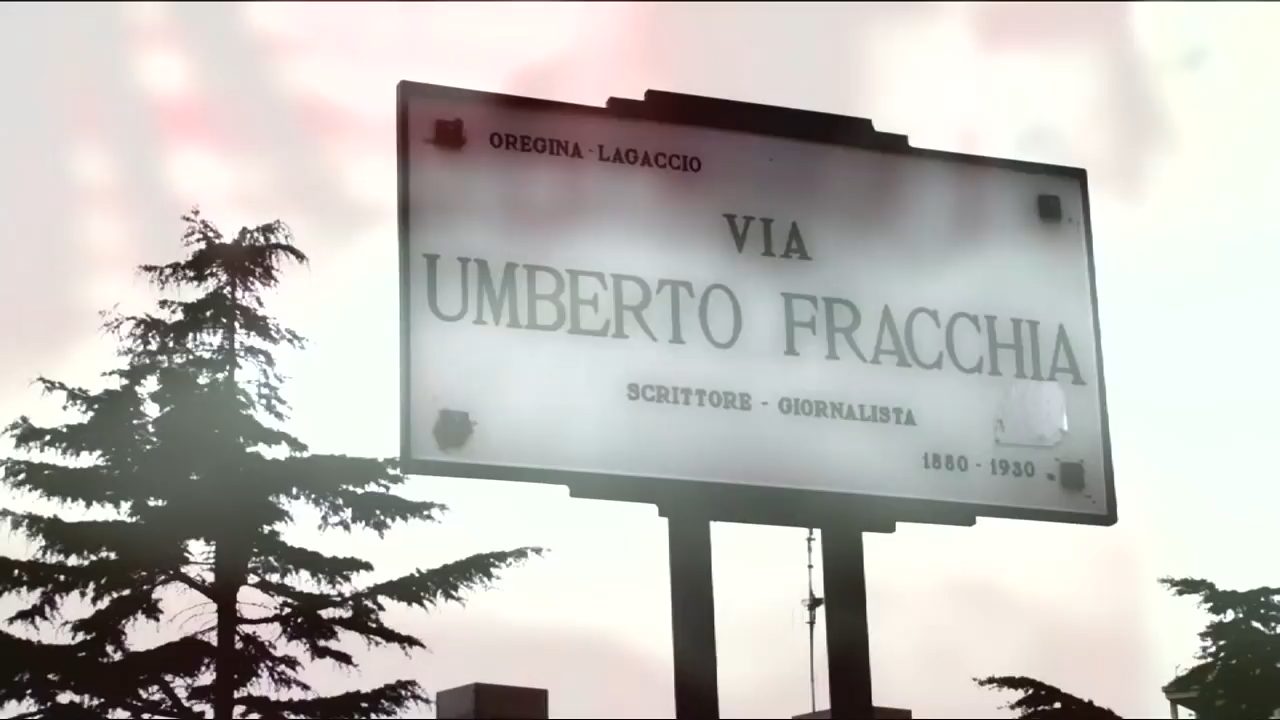 OREGINA - LAGACCIO
VIA
UMBERTO FRACCHIA
SCRITTORE - GIORNALISTA
1880 - 1930